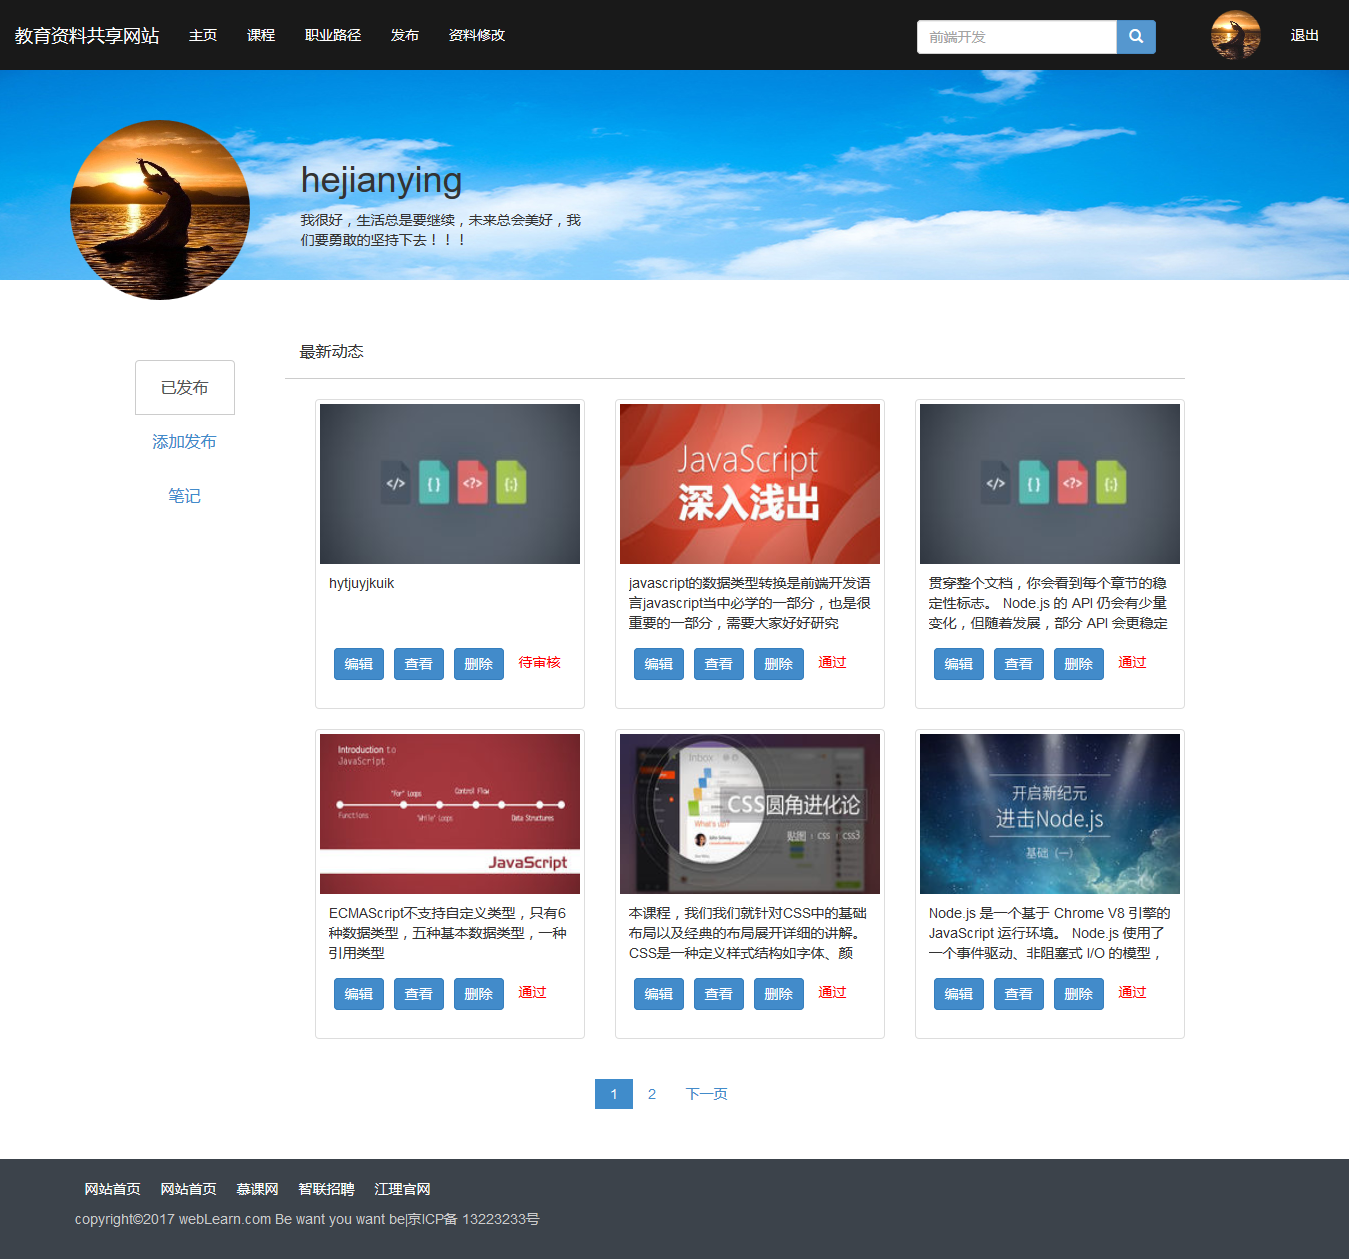 教育资料共享网站 主页 课程 职业路径 发布 资料修改 前端开发 退出
hejianying
我很好，生活总是要继续，未来总会美好，我
们要勇敢的坚持下去！！！
最新动态
已发布
添加发布
笔记
</> { } <?> {;}
hytjuyjkuik
编辑 查看 删除 待审核
JavaScript
深入浅出
javascript的数据类型转换是前端开发语
言javascript当中必学的一部分，也是很
重要的一部分，需要大家好好研究
编辑 查看 删除 通过
</> { } <?> {;}
贯穿整个文档，你会看到每个章节的稳
定性标志。 Node.js 的 API 仍会有少量
变化，但随着发展，部分 API 会更稳定
编辑 查看 删除 通过
Introduction to
JavaScript
"For" Loops Control Flow
Functions "While" Loops Data Structures
JavaScript
ECMAScript不支持自定义类型，只有6
种数据类型，五种基本数据类型，一种
引用类型
编辑 查看 删除 通过
Inbox
CSS圆角进化论
What's up?
贴图 css css3
本课程，我们我们就针对CSS中的基础
布局以及经典的布局展开详细的讲解。
CSS是一种定义样式结构如字体、颜
编辑 查看 删除 通过
开启新纪元
进击Node.js
基础（一）
Node.js 是一个基于 Chrome V8 引擎的
JavaScript 运行环境。 Node.js 使用了
一个事件驱动、非阻塞式 I/O 的模型，
编辑 查看 删除 通过
1 2 下一页
网站首页 网站首页 慕课网 智联招聘 江理官网
copyright©2017 webLearn.com Be want you want be|京ICP备 13223233号